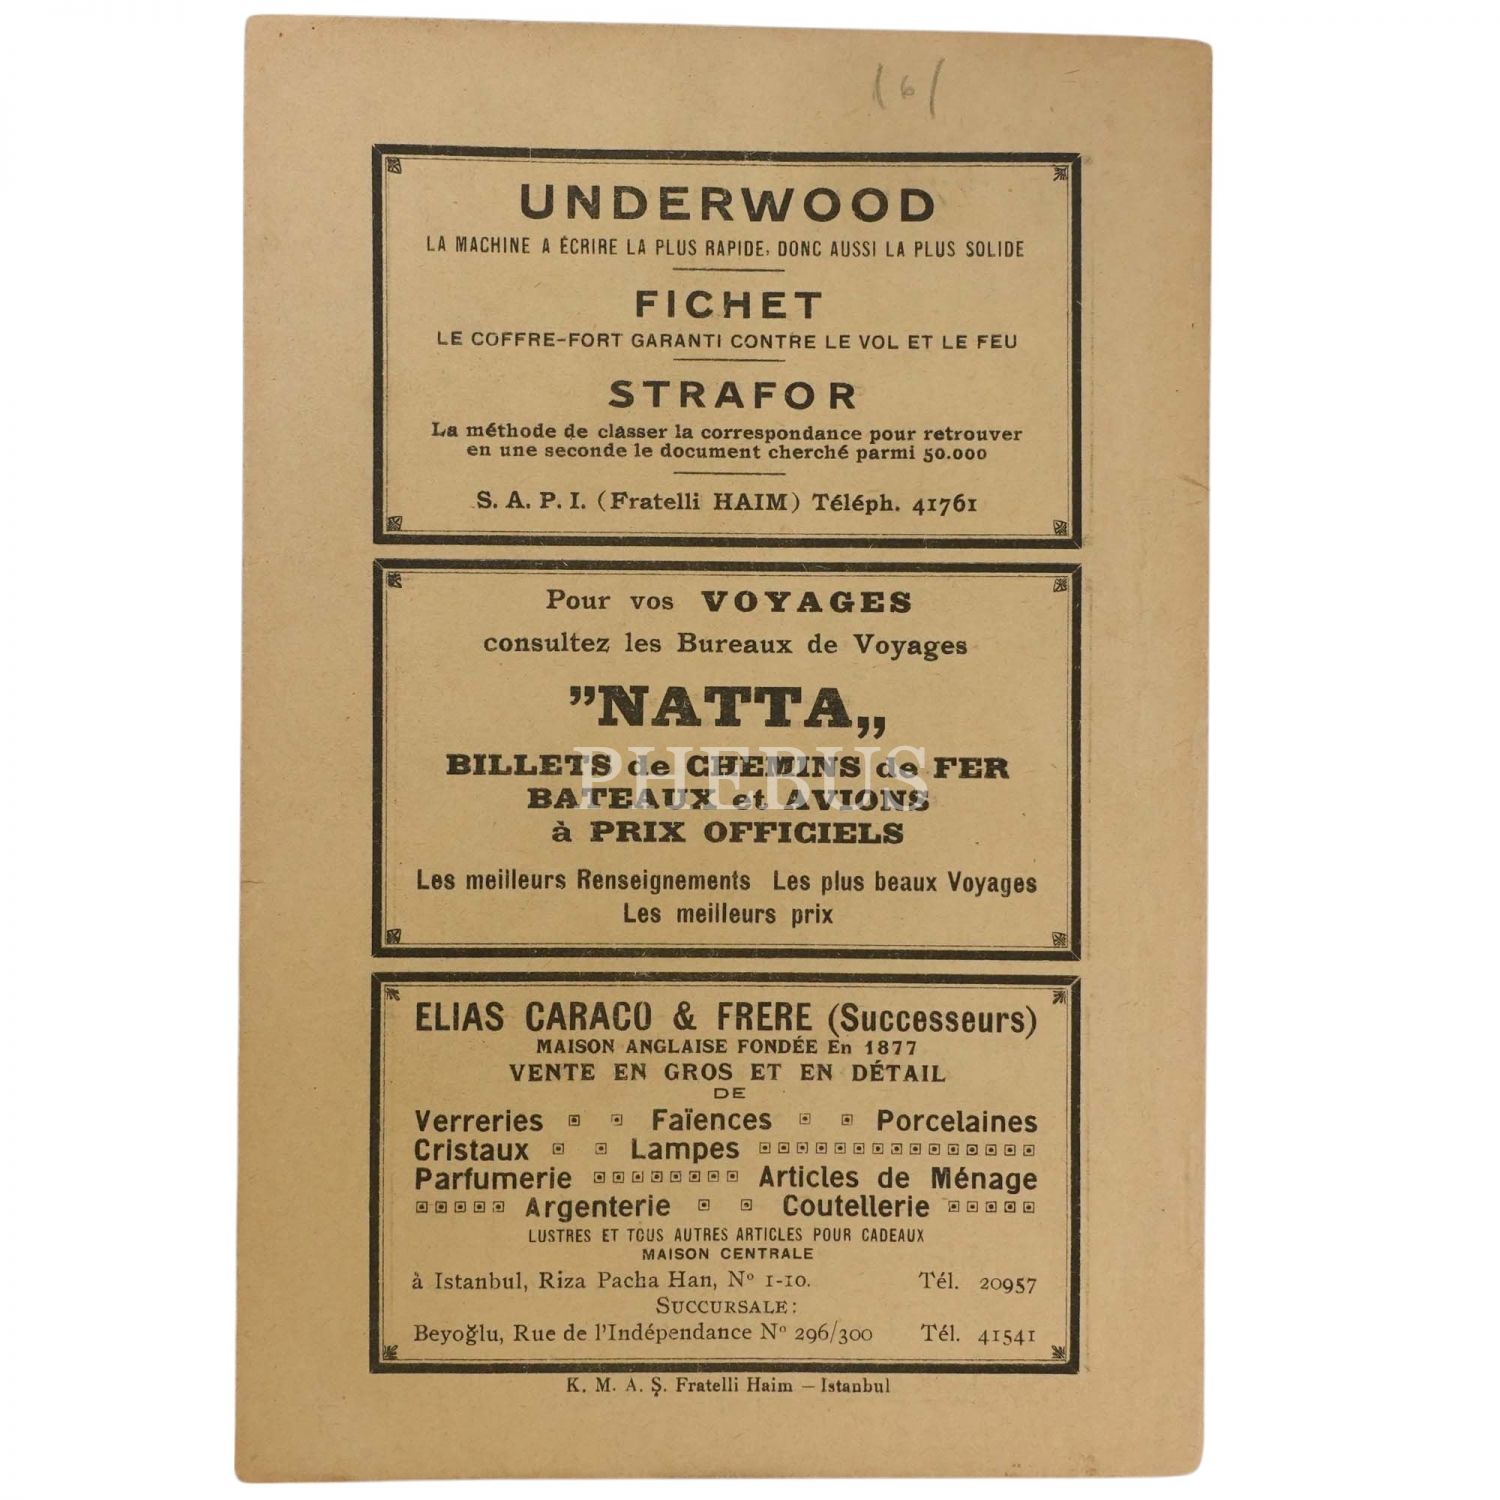 (6/
UNDERWOOD
LA MACHINE A ÉCRIRE LA PLUS RAPIDE, DONC AUSSI LA PLUS SOLIDE
FICHET
LE COFFRE-FORT GARANTI CONTRE LE VOL ET LE FEU
STRAFOR
La méthode de classer la correspondance pour retrouver
en une seconde le document cherché parmi 50.000
S. A. P. I. (Fratelli HAIM) Téléph. 41761
Pour vos VOYAGES
consultez les Bureaux de Voyages
”NATTA„
PHEBUS
BILLETS de CHEMINS de FER
BATEAUX et AVIONS
à PRIX OFFICIELS
Les meilleurs Renseignements Les plus beaux Voyages
Les meilleurs prix
ELIAS CARACO & FRERE (Successeurs)
MAISON ANGLAISE FONDÉE En 1877
VENTE EN GROS ET EN DÉTAIL
DE
Verreries Faïences Porcelaines
Cristaux Lampes
Parfumerie Articles de Ménage
Argenterie Coutellerie
LUSTRES ET TOUS AUTRES ARTICLES POUR CADEAUX
MAISON CENTRALE
à Istanbul, Riza Pacha Han, Nº 1-10. Tél. 20957
SUCCURSALE:
Beyoğlu, Rue de l'Indépendance Nº 296/300 Tél. 41541
K. M. A. Ş. Fratelli Haim – Istanbul